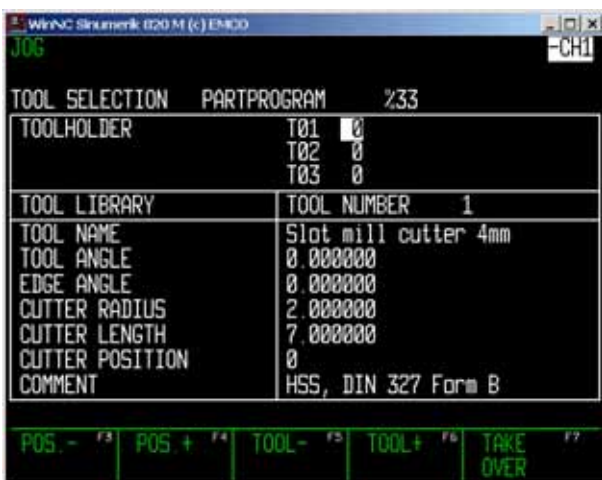 WinNC Sinumerik 820 M (c) EMCO
JOG
-CH1
TOOL SELECTION PARTPROGRAM %33
TOOLHOLDER T01 0
T02 0
T03 0
TOOL LIBRARY TOOL NUMBER 1
TOOL NAME Slot mill cutter 4mm
TOOL ANGLE 0.000000
EDGE ANGLE 0.000000
CUTTER RADIUS 2.000000
CUTTER LENGTH 7.000000
CUTTER POSITION 0
COMMENT HSS, DIN 327 Form B
POS.- F3 POS.+ F4 TOOL- F5 TOOL+ F6 TAKE OVER F7